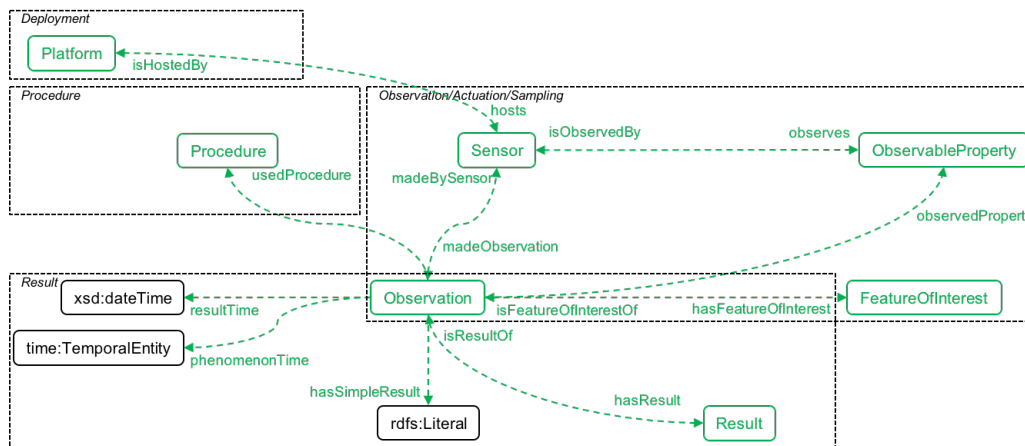 Deployment
Platform
isHostedBy
Procedure
Observation/Actuation/Sampling
hosts
isObservedBy
observes
Procedure
Sensor
ObservableProperty
usedProcedure
madeBySensor
observedPropert
madeObservation
Result
xsd:dateTime
Observation
FeatureOfInterest
resultTime
isFeatureOfInterestOf
hasFeatureOfInterest
time:TemporalEntity
isResultOf
phenomenonTime
hasSimpleResult
hasResult
rdfs:Literal
Result